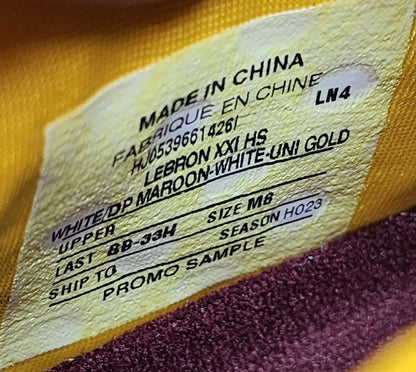 MADE IN CHINA
FABRIQUE EN CHINE
HJ0539661426I LN4
LEBRON XXI HS
WHITE/DP MAROON-WHITE-UNI GOLD
UPPER
LAST BB-33H SIZE M8
SHIP TO SEASON HO23
PROMO SAMPLE